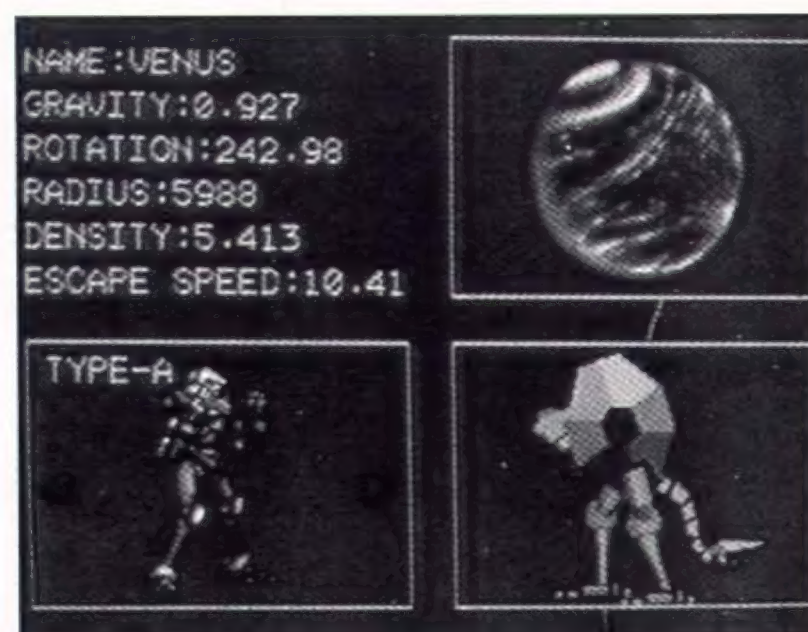 NAME:VENUS
GRAVITY:0.927
ROTATION:242.98
RADIUS:5988
DENSITY:5.413
ESCAPE SPEED:10.41
TYPE-A